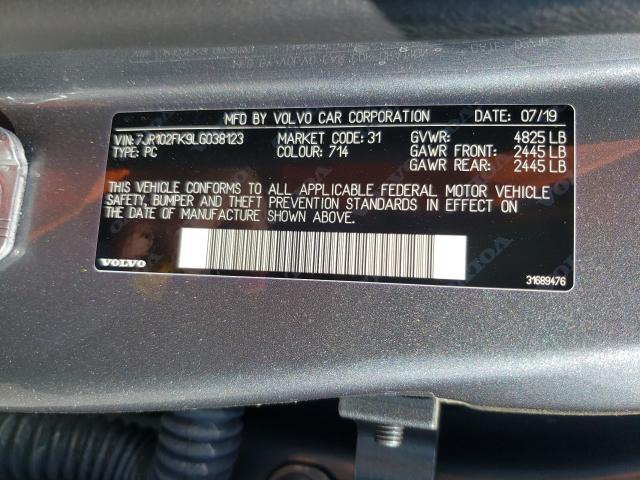 MFD BY VOLVO CAR CORPORATION DATE: 07/19
VIN: 7JR102FK9LG038123 MARKET CODE: 31 GVWR: 4825 LB
TYPE: PC COLOUR: 714 GAWR FRONT: 2445 LB
GAWR REAR: 2445 LB
THIS VEHICLE CONFORMS TO ALL APPLICABLE FEDERAL MOTOR VEHICLE
SAFETY, BUMPER AND THEFT PREVENTION STANDARDS IN EFFECT ON
THE DATE OF MANUFACTURE SHOWN ABOVE.
VOLVO
31689476